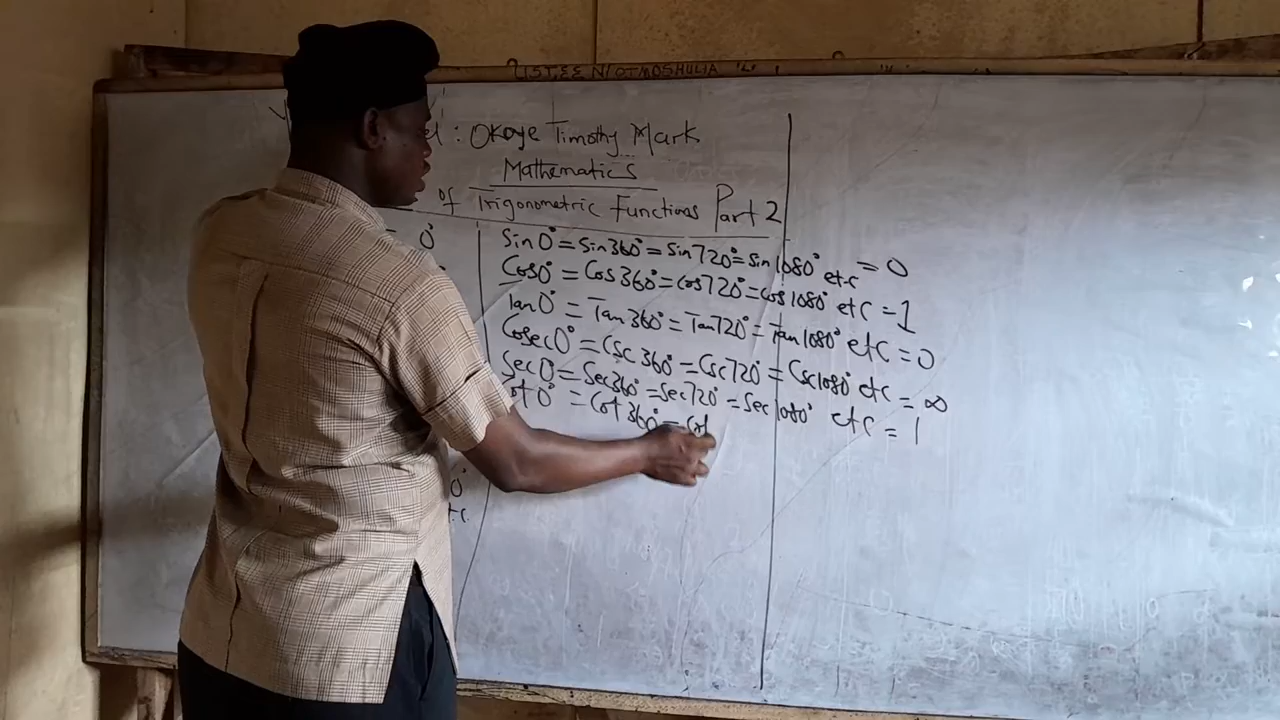 : Okoye Timothy Mark
Mathematics
of Trigonometric Functions Part 2
0°
Sin 0° = Sin 360° = Sin 720° = Sin 1080° etc = 0
Cos 0° = Cos 360° = Cos 720° = Cos 1080° etc = 1
Tan 0° = Tan 360° = Tan 720° = Tan 1080° etc = 0
Cosec 0° = Csc 360° = Csc 720° = Csc 1080° etc = ∞
Sec 0° = Sec 360° = Sec 720° = Sec 1080° etc = 1
Cot 0° = Cot 360° = Cot